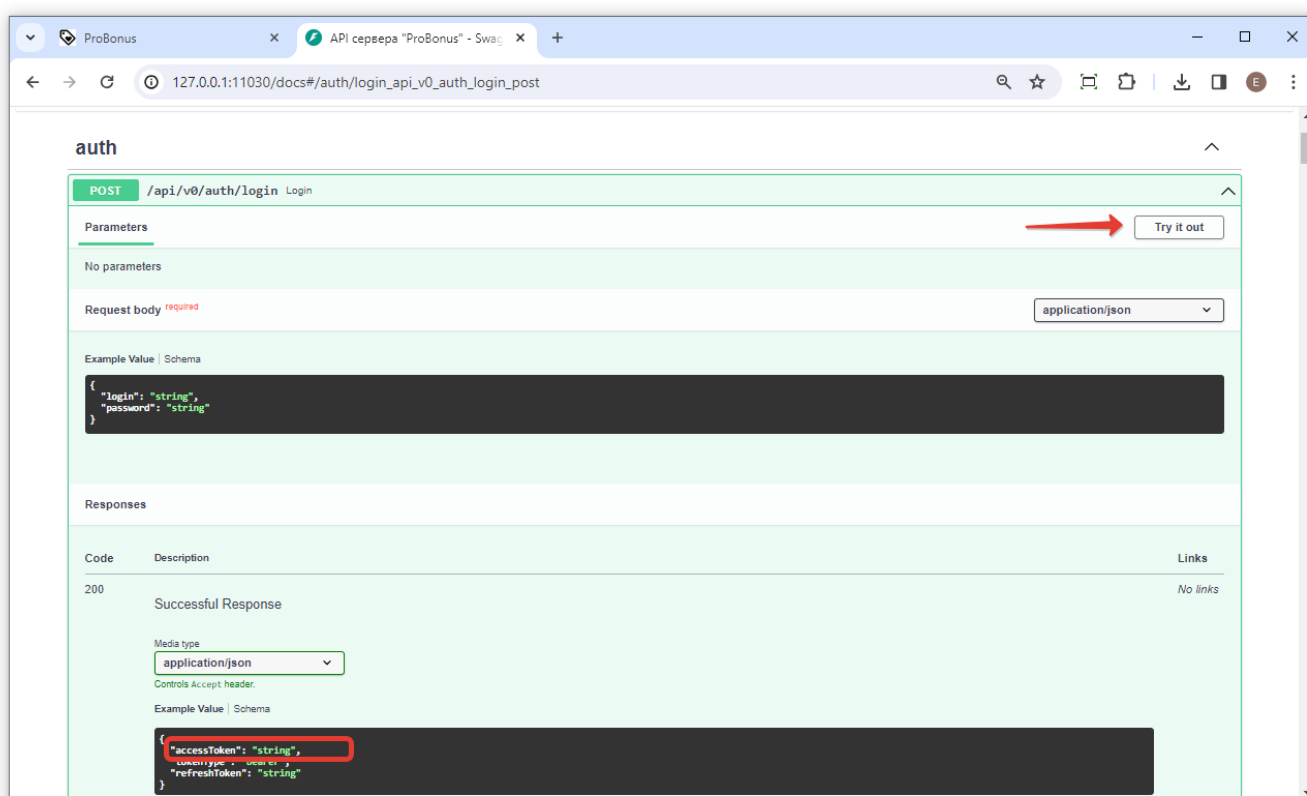 ProBonus
API сервера "ProBonus" - Swag
127.0.0.1:11030/docs#/auth/login_api_v0_auth_login_post
E
auth
POST /api/v0/auth/login Login
Parameters
Try it out
No parameters
Request body required
application/json
Example Value | Schema
{
"login": "string",
"password": "string"
}
Responses
Code Description Links
200 Successful Response No links
Media type
application/json
Controls Accept header.
Example Value | Schema
{
"accessToken": "string",
"tokenType": "bearer",
"refreshToken": "string"
}